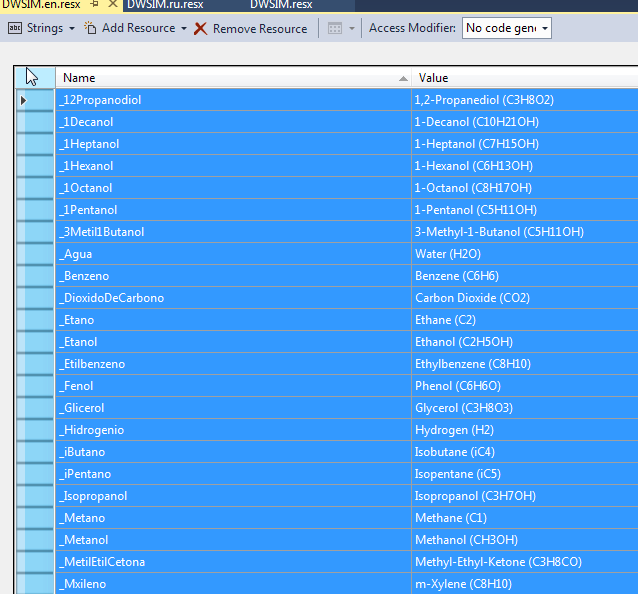 DWSIM.en.resx DWSIM.ru.resx DWSIM.resx
abc Strings Add Resource Remove Resource Access Modifier: No code gen
Name Value
_12Propanodiol 1,2-Propanediol (C3H8O2)
_1Decanol 1-Decanol (C10H21OH)
_1Heptanol 1-Heptanol (C7H15OH)
_1Hexanol 1-Hexanol (C6H13OH)
_1Octanol 1-Octanol (C8H17OH)
_1Pentanol 1-Pentanol (C5H11OH)
_3Metil1Butanol 3-Methyl-1-Butanol (C5H11OH)
_Agua Water (H2O)
_Benzeno Benzene (C6H6)
_DioxidoDeCarbono Carbon Dioxide (CO2)
_Etano Ethane (C2)
_Etanol Ethanol (C2H5OH)
_Etilbenzeno Ethylbenzene (C8H10)
_Fenol Phenol (C6H6O)
_Glicerol Glycerol (C3H8O3)
_Hidrogenio Hydrogen (H2)
_iButano Isobutane (iC4)
_iPentano Isopentane (iC5)
_Isopropanol Isopropanol (C3H7OH)
_Metano Methane (C1)
_Metanol Methanol (CH3OH)
_MetilEtilCetona Methyl-Ethyl-Ketone (C3H8CO)
_Mxileno m-Xylene (C8H10)